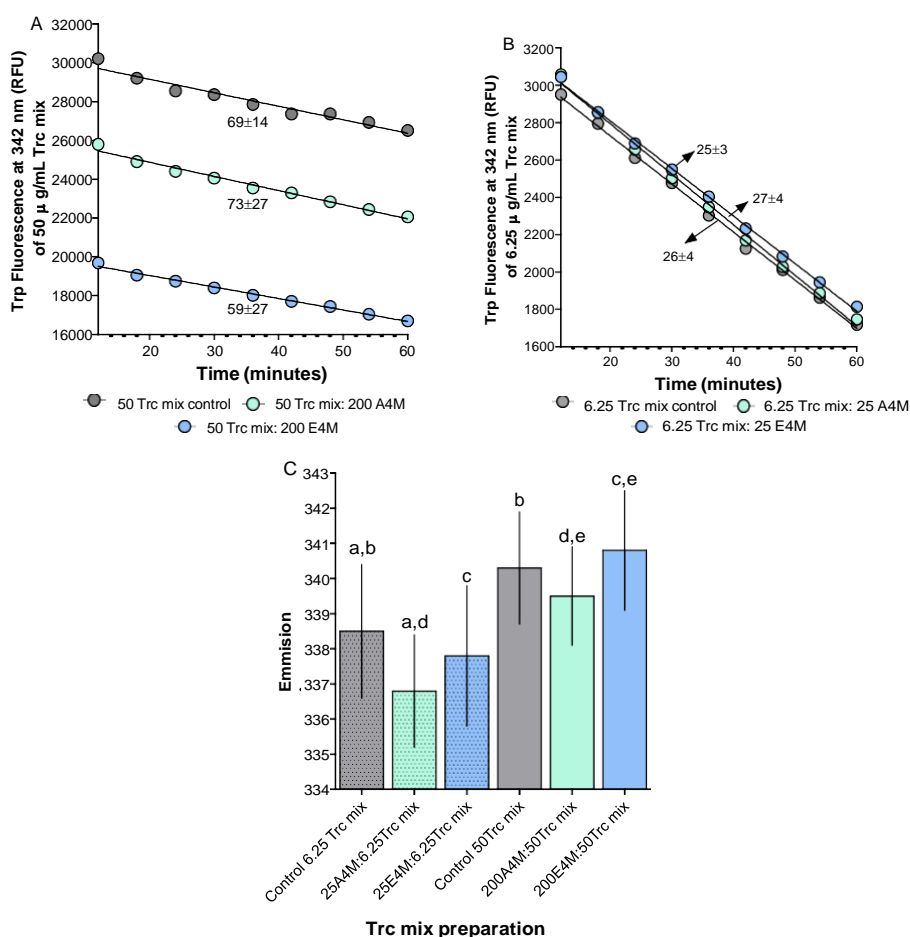 A
Trp Fluorescence at 342 nm (RFU)
of 50 µ g/mL Trc mix
32000
30000
28000
26000
24000
22000
20000
18000
16000
69±14
73±27
59±27
20
40
60
Time (minutes)
50 Trc mix control
50 Trc mix: 200 A4M
50 Trc mix: 200 E4M
B
Trp Fluorescence at 342 nm (RFU
of 6.25 µ g/mL Trc mix
3200
3000
2800
2600
2400
2200
2000
1800
1600
25±3
27±4
26±4
20
30
40
50
60
Time (minutes)
6.25 Trc mix control
6.25 Trc mix: 25 A4M
6.25 Trc mix: 25 E4M
C
Emmision
343
342
341
340
339
338
337
336
335
334
a,b
a,d
c
b
d,e
c,e
Control 6.25 Trc mix
25A4M:6.25Trc mix
25E4M:6.25Trc mix
Control 50Trc mix
200A4M:50Trc mix
200E4M:50Trc mix
Trc mix preparation